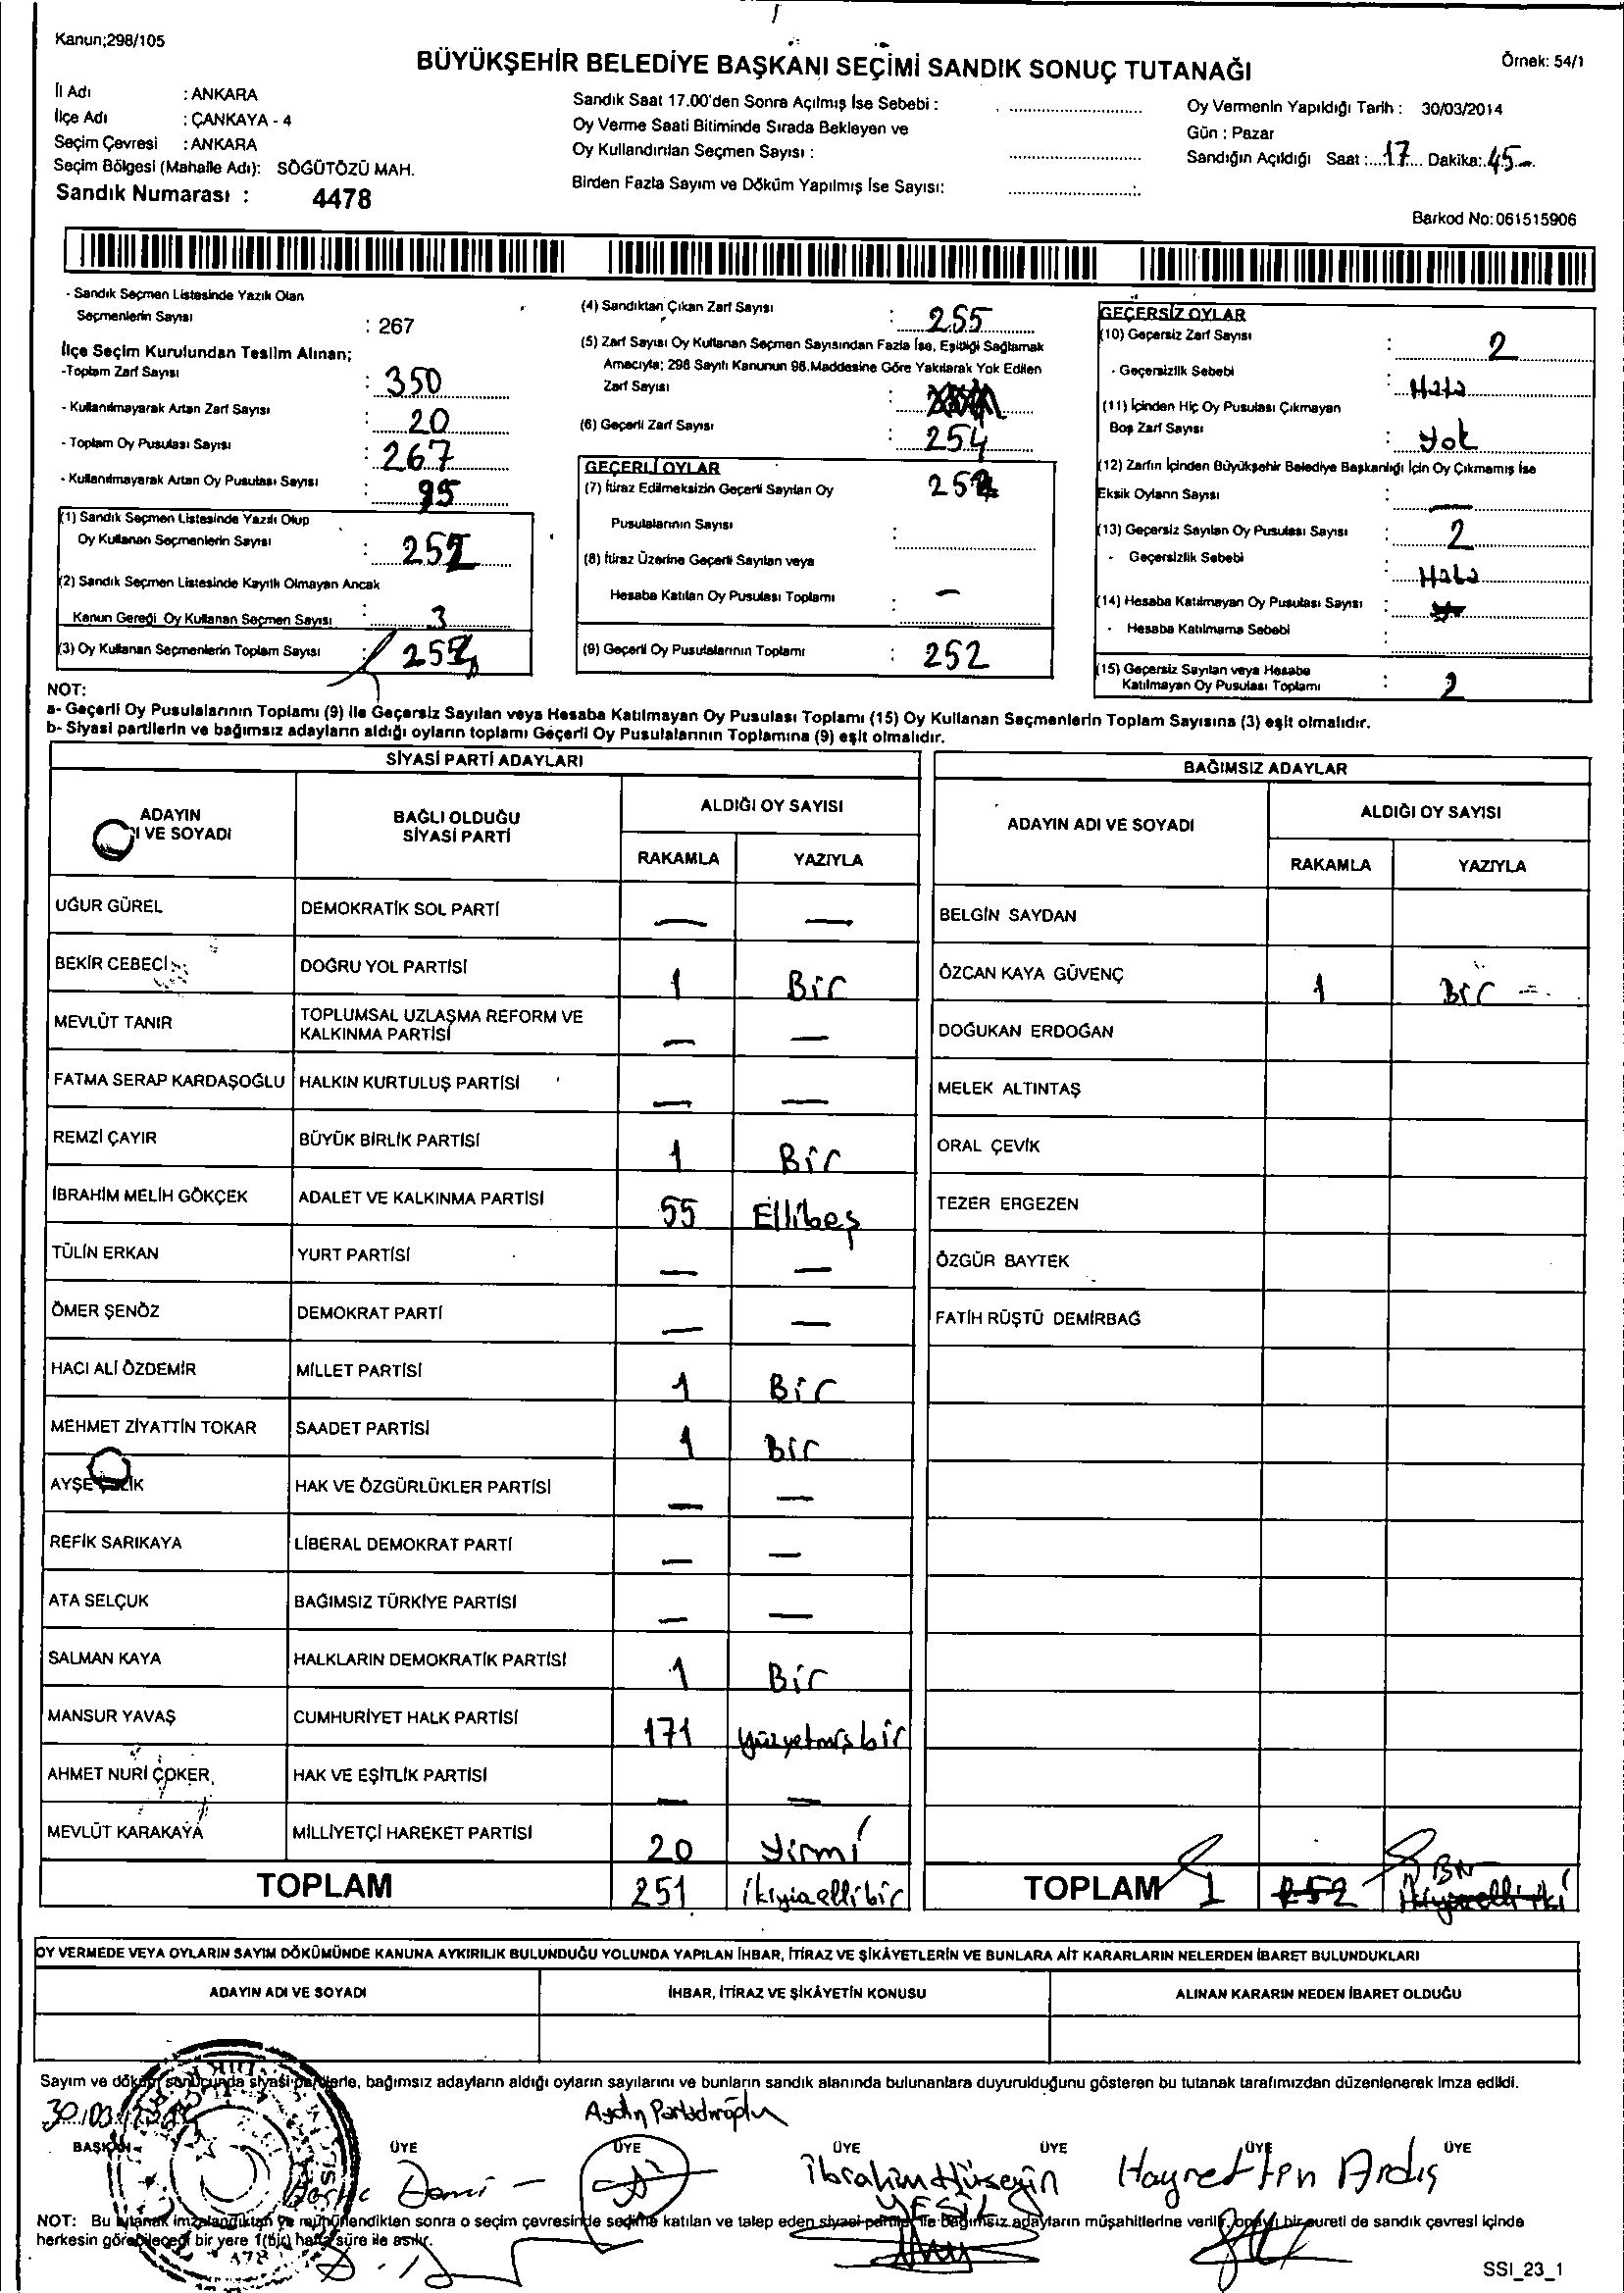 Kanun;298/105
BÜYÜKŞEHİR BELEDİYE BAŞKANI SEÇİMİ SANDIK SONUÇ TUTANAĞI
Örnek: 54/1
İl Adı : ANKARA
İlçe Adı : ÇANKAYA - 4
Seçim Çevresi : ANKARA
Seçim Bölgesi (Mahalle Adı): SÖĞÜTÖZÜ MAH.
Sandık Numarası : 4478
Sandık Saat 17.00'den Sonra Açılmış İse Sebebi :
Oy Verme Saati Bitiminde Sırada Bekleyen ve
Oy Kullandırılan Seçmen Sayısı :
Birden Fazla Sayım ve Döküm Yapılmış İse Sayısı:
Oy Vermenin Yapıldığı Tarih : 30/03/2014
Gün : Pazar
Sandığın Açıldığı Saat : 17 Dakika: 45
Barkod No: 061515906
- Sandık Seçmen Listesinde Yazılı Olan
Seçmenlerin Sayısı : 267
İlçe Seçim Kurulundan Teslim Alınan;
-Toplam Zarf Sayısı : 350
- Kullanılmayarak Artan Zarf Sayısı : 20
- Toplam Oy Pusulası Sayısı : 267
- Kullanılmayarak Artan Oy Pusulası Sayısı : 95
(1) Sandık Seçmen Listesinde Yazılı Olup
Oy Kullanan Seçmenlerin Sayısı :
(2) Sandık Seçmen Listesinde Kayıtlı Olmayan Ancak
Kanun Gereği Oy Kullanan Seçmen Sayısı : 3
(3) Oy Kullanan Seçmenlerin Toplam Sayısı :
(4) Sandıktan Çıkan Zarf Sayısı : 255
(5) Zarf Sayısı Oy Kullanan Seçmen Sayısından Fazla İse, Eşitliği Sağlamak
Amacıyla; 298 Sayılı Kanunun 98.Maddesine Göre Yakılarak Yok Edilen
Zarf Sayısı :
(6) Geçerli Zarf Sayısı : 254
GEÇERLİ OYLAR
(7) İtiraz Edilmeksizin Geçerli Sayılan Oy
Pusulalarının Sayısı :
(8) İtiraz Üzerine Geçerli Sayılan veya
Hesaba Katılan Oy Pusulası Toplamı : —
(9) Geçerli Oy Pusulalarının Toplamı : 252
GEÇERSİZ OYLAR
(10) Geçersiz Zarf Sayısı : 2
- Geçersizlik Sebebi : Hata
(11) İçinden Hiç Oy Pusulası Çıkmayan
Boş Zarf Sayısı : Yok
(12) Zarfın İçinden Büyükşehir Belediye Başkanlığı İçin Oy Çıkmamış İse
Eksik Oyların Sayısı : —
(13) Geçersiz Sayılan Oy Pusulası Sayısı : 2
- Geçersizlik Sebebi : Hata
(14) Hesaba Katılmayan Oy Pusulası Sayısı :
- Hesaba Katılmama Sebebi :
(15) Geçersiz Sayılan veya Hesaba
Katılmayan Oy Pusulası Toplamı : 2
NOT:
a- Geçerli Oy Pusulalarının Toplamı (9) ile Geçersiz Sayılan veya Hesaba Katılmayan Oy Pusulası Toplamı (15) Oy Kullanan Seçmenlerin Toplam Sayısına (3) eşit olmalıdır.
b- Siyasi partilerin ve bağımsız adayların aldığı oyların toplamı Geçerli Oy Pusulalarının Toplamına (9) eşit olmalıdır.
SİYASİ PARTİ ADAYLARI
ADAYIN
I VE SOYADI
BAĞLI OLDUĞU
SİYASİ PARTİ
ALDIĞI OY SAYISI
RAKAMLA YAZIYLA
UĞUR GÜREL DEMOKRATİK SOL PARTİ — —
BEKİR CEBECİ DOĞRU YOL PARTİSİ 1 Bir
MEVLÜT TANIR TOPLUMSAL UZLAŞMA REFORM VE
KALKINMA PARTİSİ — —
FATMA SERAP KARDAŞOĞLU HALKIN KURTULUŞ PARTİSİ — —
REMZİ ÇAYIR BÜYÜK BİRLİK PARTİSİ 1 Bir
İBRAHİM MELİH GÖKÇEK ADALET VE KALKINMA PARTİSİ 55 Ellibeş
TÜLİN ERKAN YURT PARTİSİ — —
ÖMER ŞENÖZ DEMOKRAT PARTİ — —
HACI ALİ ÖZDEMİR MİLLET PARTİSİ 1 Bir
MEHMET ZİYATTİN TOKAR SAADET PARTİSİ 1 Bir
AYŞE HAK VE ÖZGÜRLÜKLER PARTİSİ — —
REFİK SARIKAYA LİBERAL DEMOKRAT PARTİ — —
ATA SELÇUK BAĞIMSIZ TÜRKİYE PARTİSİ — —
SALMAN KAYA HALKLARIN DEMOKRATİK PARTİSİ 1 Bir
MANSUR YAVAŞ CUMHURİYET HALK PARTİSİ 171 yüzyetmişbir
AHMET NURİ ÇOKER HAK VE EŞİTLİK PARTİSİ — —
MEVLÜT KARAKAYA MİLLİYETÇİ HAREKET PARTİSİ 20 Yirmi
TOPLAM 251 ikiyüzellibir
BAĞIMSIZ ADAYLAR
ADAYIN ADI VE SOYADI
ALDIĞI OY SAYISI
RAKAMLA YAZIYLA
BELGİN SAYDAN
ÖZCAN KAYA GÜVENÇ 1 Bir
DOĞUKAN ERDOĞAN
MELEK ALTINTAŞ
ORAL ÇEVİK
TEZER ERGEZEN
ÖZGÜR BAYTEK
FATİH RÜŞTÜ DEMİRBAĞ
TOPLAM 1 252
OY VERMEDE VEYA OYLARIN SAYIM DÖKÜMÜNDE KANUNA AYKIRILIK BULUNDUĞU YOLUNDA YAPILAN İHBAR, İTİRAZ VE ŞİKÂYETLERİN VE BUNLARA AİT KARARLARIN NELERDEN İBARET BULUNDUKLARI
ADAYIN ADI VE SOYADI İHBAR, İTİRAZ VE ŞİKÂYETİN KONUSU ALINAN KARARIN NEDEN İBARET OLDUĞU
Sayım ve döküm sonucunda siyasi partilerle, bağımsız adayların aldığı oyların sayılarını ve bunların sandık alanında bulunanlara duyurulduğunu gösteren bu tutanak tarafımızdan düzenlenerek imza edildi.
BAŞKAN ÜYE ÜYE ÜYE ÜYE ÜYE ÜYE
İbrahim Hüseyin Hayrettin Ardış
YEŞİL
NOT: Bu tutanak imzalandıktan ve mühürlendikten sonra o seçim çevresinde seçime katılan ve talep eden siyasi partiler ile bağımsız adayların müşahitlerine verilir, onaylı bir sureti de sandık çevresi içinde
herkesin görebileceği bir yere 1(bir) hafta süre ile asılır.
SSI_23_1